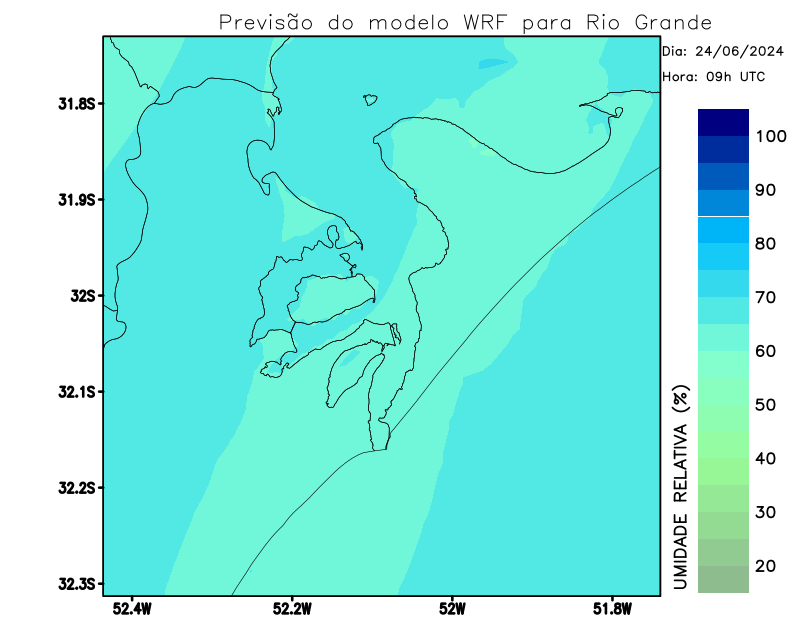 Previsão do modelo WRF para Rio Grande
Dia: 24/06/2024
Hora: 09h UTC
31.8S
31.9S
32S
32.1S
32.2S
32.3S
52.4W
52.2W
52W
51.8W
UMIDADE RELATIVA (%)
100
90
80
70
60
50
40
30
20